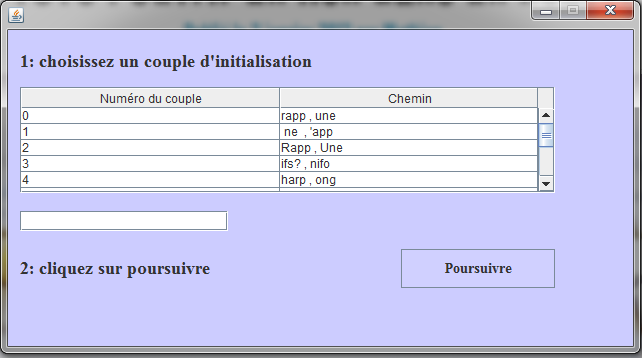 1: choisissez un couple d'initialisation
Numéro du couple Chemin
0 rapp , une
1 ne , 'app
2 Rapp , Une
3 ifs? , nifo
4 harp , ong
2: cliquez sur poursuivre Poursuivre